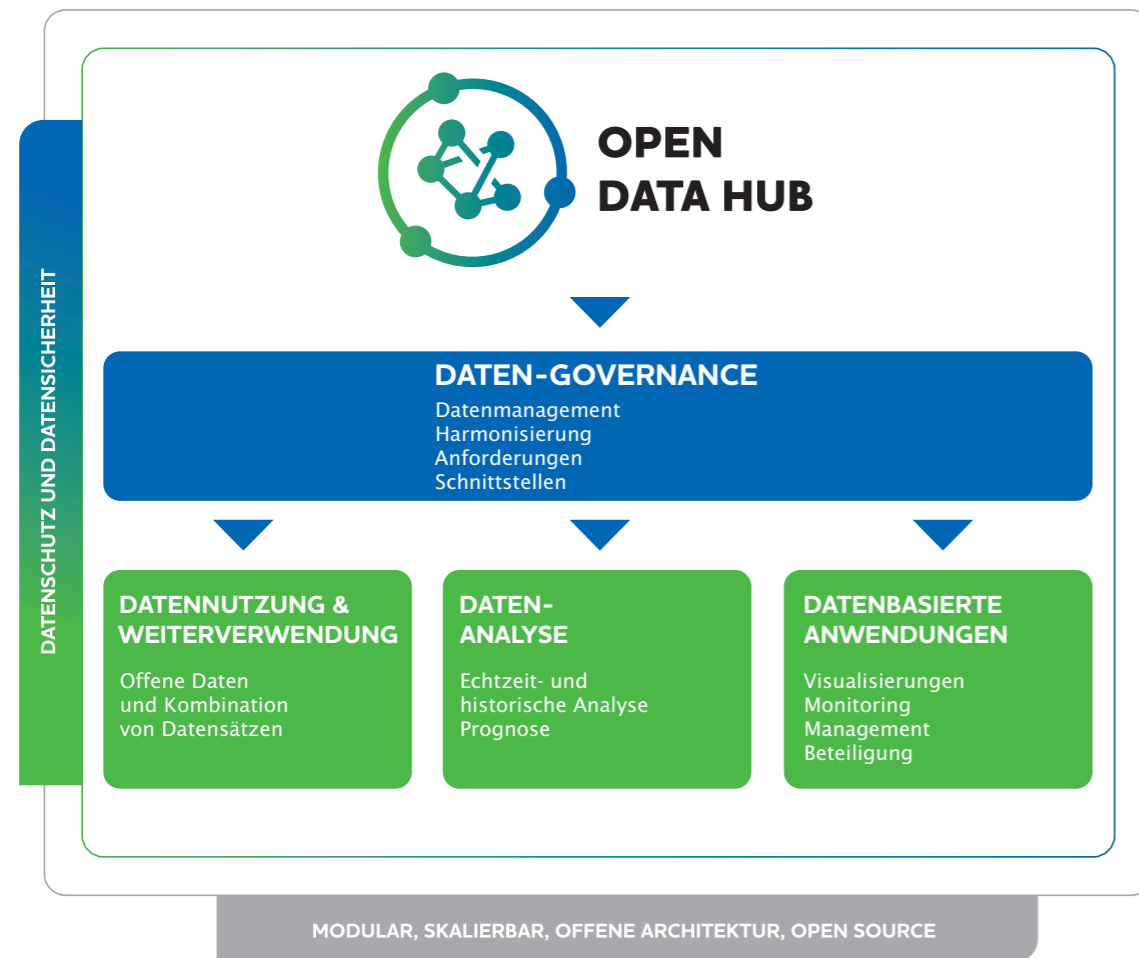 OPEN
DATA HUB
DATENSCHUTZ UND DATENSICHERHEIT
DATEN-GOVERNANCE
Datenmanagement
Harmonisierung
Anforderungen
Schnittstellen
DATENNUTZUNG &
WEITERVERWENDUNG
Offene Daten
und Kombination
von Datensätzen
DATEN-
ANALYSE
Echtzeit- und
historische Analyse
Prognose
DATENBASIERTE
ANWENDUNGEN
Visualisierungen
Monitoring
Management
Beteiligung
MODULAR, SKALIERBAR, OFFENE ARCHITEKTUR, OPEN SOURCE